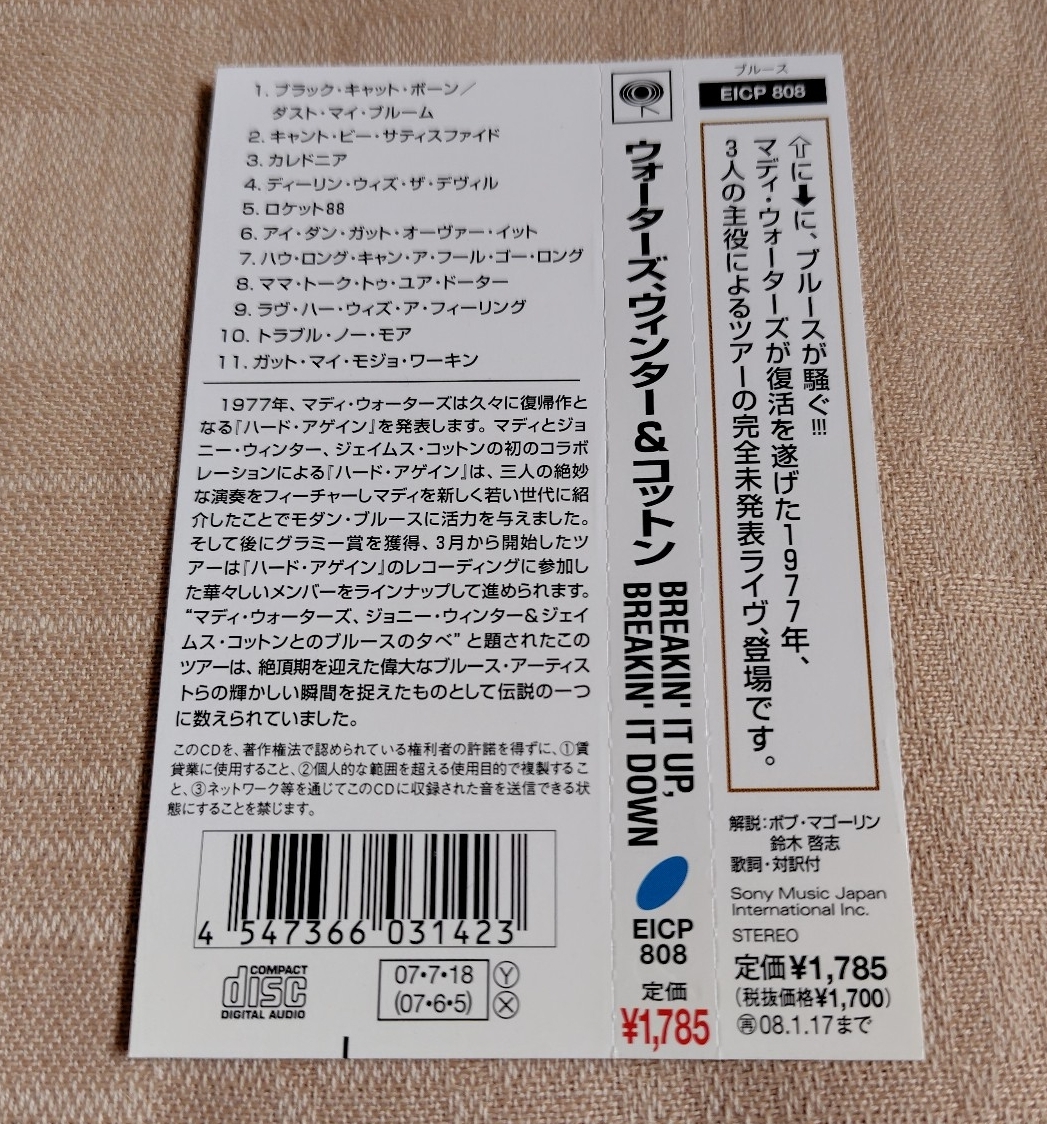 1. ブラック・キャット・ボーン／
ダスト・マイ・ブルーム
2. キャント・ビー・サティスファイド
3. カレドニア
4. ディーリン・ウィズ・ザ・デヴィル
5. ロケット88
6. アイ・ダン・ガット・オーヴァー・イット
7. ハウ・ロング・キャン・ア・フール・ゴー・ロング
8. ママ・トーク・トゥ・ユア・ドーター
9. ラヴ・ハー・ウィズ・ア・フィーリング
10. トラブル・ノー・モア
11. ガット・マイ・モジョ・ワーキン
1977年、マディ・ウォーターズは久々に復帰作と
なる『ハード・アゲイン』を発表します。マディとジョ
ニー・ウィンター、ジェイムス・コットンの初のコラボ
レーションによる『ハード・アゲイン』は、三人の絶妙
な演奏をフィーチャーしマディを新しく若い世代に紹
介したことでモダン・ブルースに活力を与えました。
そして後にグラミー賞を獲得、3月から開始したツ
アーは『ハード・アゲイン』のレコーディングに参加し
た華々しいメンバーをラインナップして進められます。
“マディ・ウォーターズ、ジョニー・ウィンター&ジェイ
ムス・コットンとのブルースの夕べ” と題されたこの
ツアーは、絶頂期を迎えた偉大なブルース・アーティス
トらの輝かしい瞬間を捉えたものとして伝説の一つ
に数えられていました。
このCDを、著作権法で認められている権利者の許諾を得ずに、①賃
貸業に使用すること、②個人的な範囲を超える使用目的で複製するこ
と、③ネットワーク等を通じてこのCDに収録された音を送信できる状
態にすることを禁じます。
4 547366 031423
COMPACT
disc
DIGITAL AUDIO
07・7・18 Ⓨ
(07・6・5) Ⓧ
ウォーターズ、ウィンター&コットン
BREAKIN' IT UP,
BREAKIN' IT DOWN
EICP
808
定価
¥1,785
ブルース
EICP 808
⇧に⬇に、ブルースが騒ぐ!!!
マディ・ウォーターズが復活を遂げた1977年、
3人の主役によるツアーの完全未発表ライヴ、登場です。
解説：ボブ・マゴーリン
鈴木 啓志
歌詞・対訳付
Sony Music Japan
International Inc.
STEREO
定価¥1,785
(税抜価格¥1,700)
㊢08.1.17まで